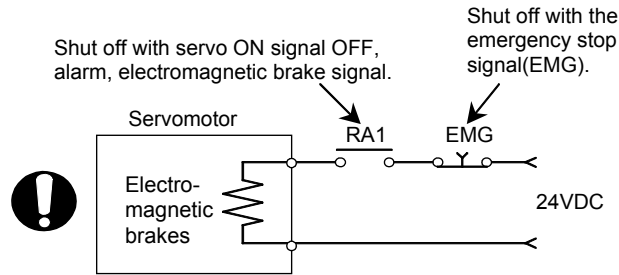 Shut off with servo ON signal OFF,
alarm, electromagnetic brake signal.
Shut off with the
emergency stop
signal(EMG).
Servomotor
RA1
EMG
Electro-
magnetic
brakes
24VDC